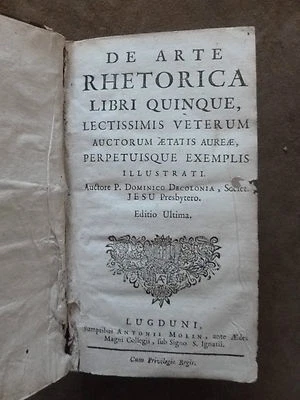 DE ARTE
RHETORICA
LIBRI QUINQUE,
LECTISSIMIS VETERUM
AUCTORUM ÆTATIS AUREÆ,
PERPETUISQUE EXEMPLIS
ILLUSTRATI.
Auctore P. DOMINICO DECOLONIA, Societ.
JESU Presbytero.
Editio Ultima.
LUGDUNI,
Sumptibus ANTONII MOLIN, ante Ædes
Magni Collegii, sub Signo S. Ignatii.
Cum Privilegio Regis.